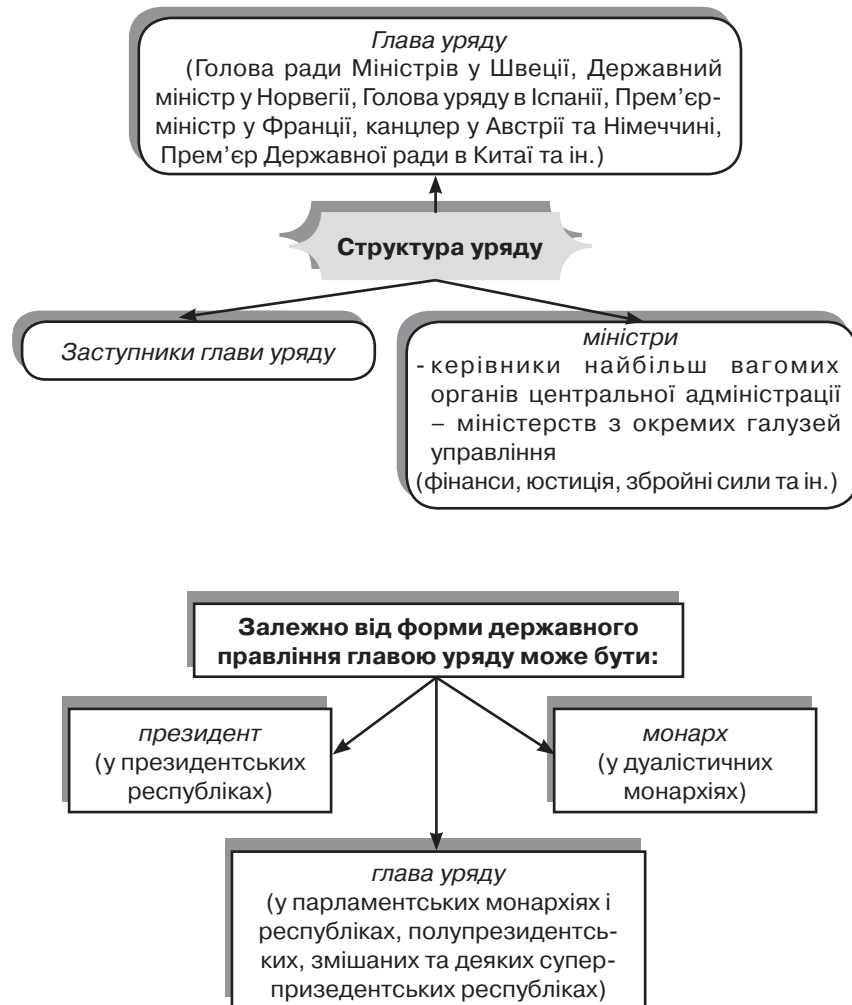 Глава уряду
(Голова ради Міністрів у Швеції, Державний
міністр у Норвегії, Голова уряду в Іспанії, Прем’єр-
міністр у Франції, канцлер у Австрії та Німеччині,
Прем’єр Державної ради в Китаї та ін.)
Структура уряду
Заступники глави уряду
міністри
- керівники найбільш вагомих
органів центральної адміністрації
– міністерств з окремих галузей
управління
(фінанси, юстиція, збройні сили та ін.)
Залежно від форми державного
правління главою уряду може бути:
президент
(у президентських
республіках)
монарх
(у дуалістичних
монархіях)
глава уряду
(у парламентських монархіях і
республіках, полупрезидентсь-
ких, змішаних та деяких супер-
призедентських республіках)